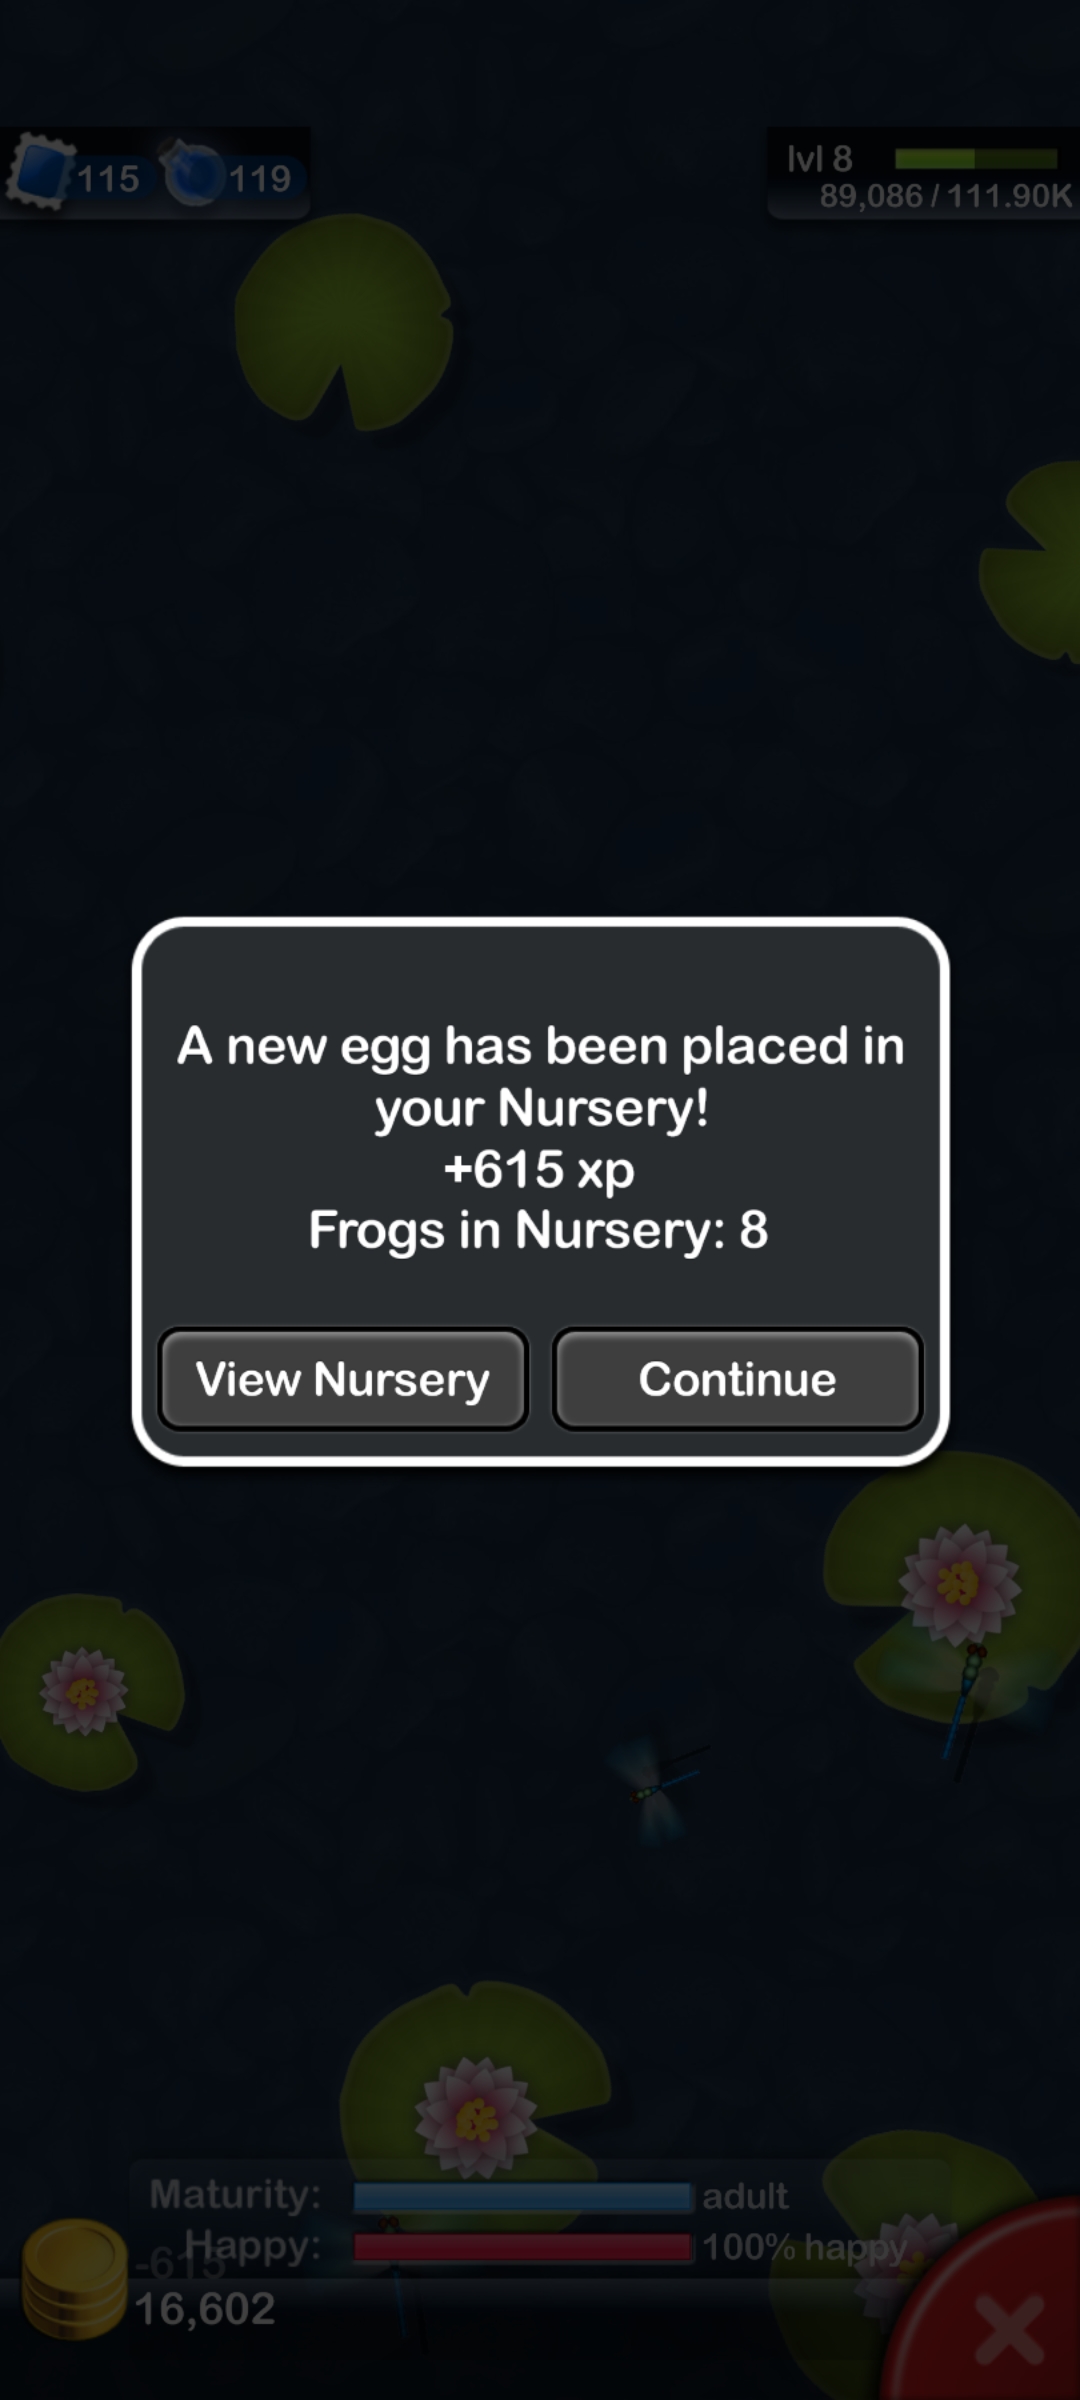 115 119
lvl 8
89,086 / 111.90K
A new egg has been placed in
your Nursery!
+615 xp
Frogs in Nursery: 8
View Nursery Continue
Maturity: adult
Happy: 100% happy
-615
16,602